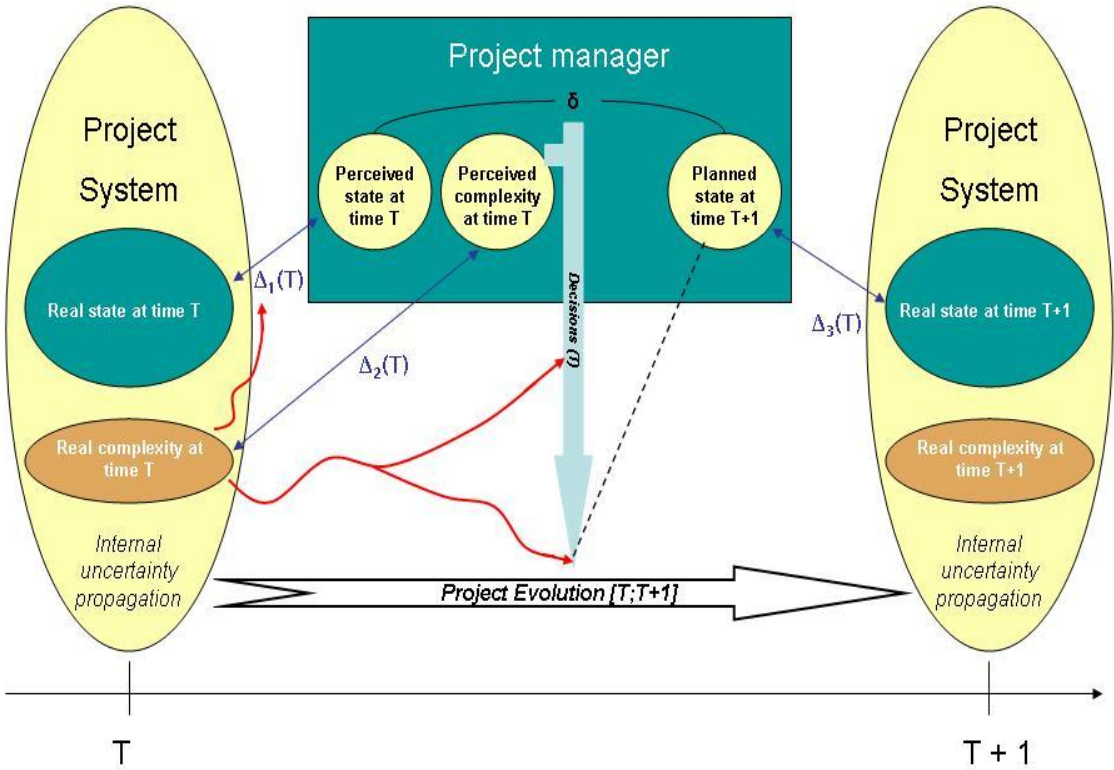 Project
System
Real state at time T
Real complexity at
time T
Internal
uncertainty
propagation
Project manager
δ
Perceived
state at
time T
Perceived
complexity
at time T
Planned
state at
time T+1
Δ1(T)
Δ2(T)
Decisions (T)
Δ3(T)
Project Evolution [T;T+1]
Project
System
Real state at time T+1
Real complexity at
time T+1
Internal
uncertainty
propagation
T
T + 1